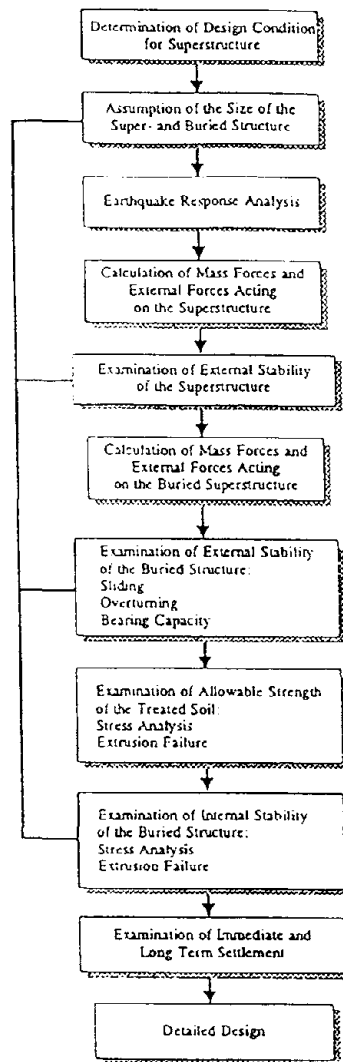 Determination of Design Condition
for Superstructure
Assumption of the Size of the
Super- and Buried Structure
Earthquake Response Analysis
Calculation of Mass Forces and
External Forces Acting
on the Superstructure
Examination of External Stability
of the Superstructure
Calculation of Mass Forces and
External Forces Acting
on the Buried Superstructure
Examination of External Stability
of the Buried Structure:
Sliding
Overturning
Bearing Capacity
Examination of Allowable Strength
of the Treated Soil:
Stress Analysis
Extrusion Failure
Examination of Internal Stability
of the Buried Structure:
Stress Analysis
Extrusion Failure
Examination of Immediate and
Long Term Settlement
Detailed Design